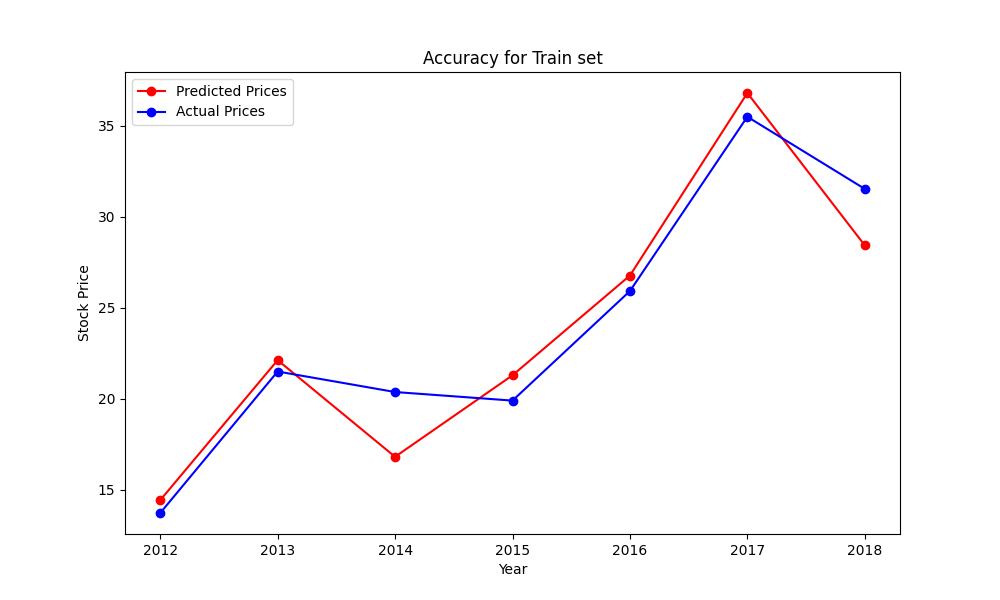 Accuracy for Train set
Predicted Prices
Actual Prices
35
30
25
20
15
Stock Price
2012 2013 2014 2015 2016 2017 2018
Year